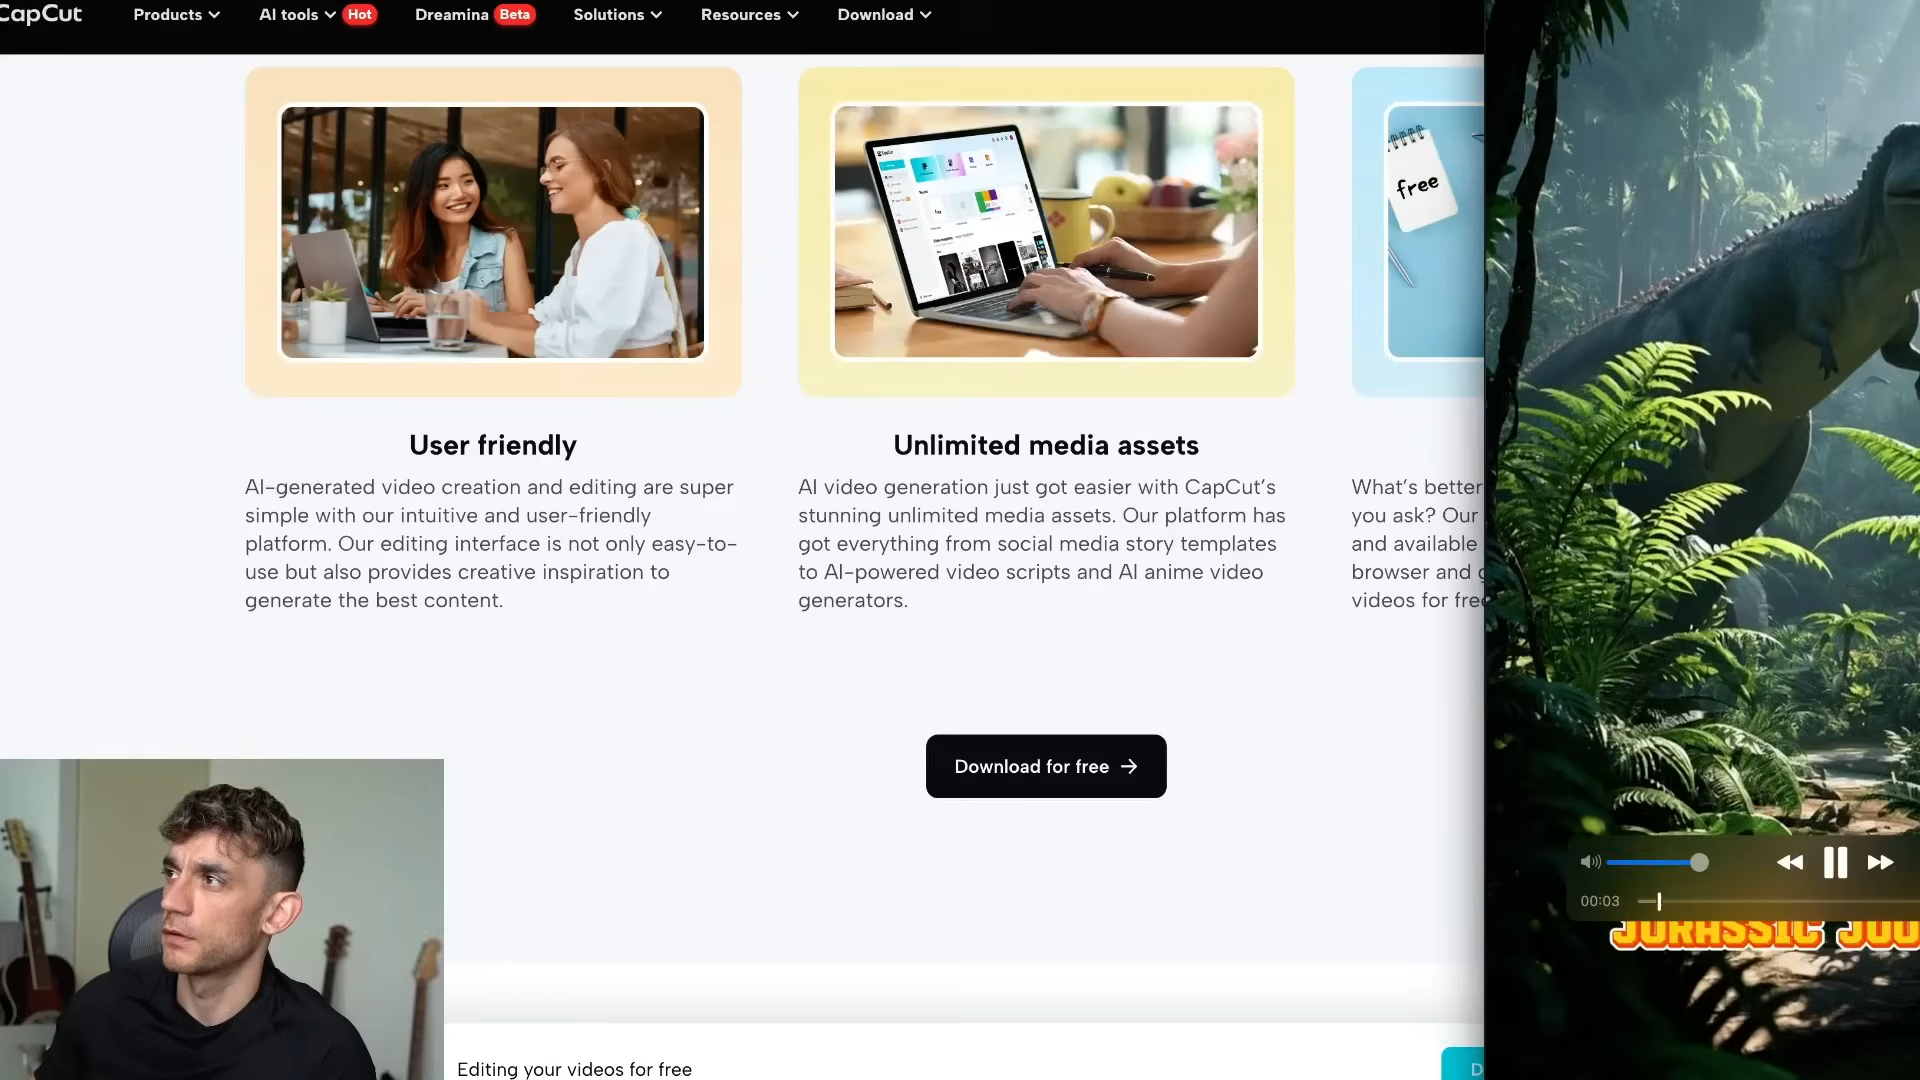 CapCut
Products
AI tools
Hot
Dreamina
Beta
Solutions
Resources
Download
free
User friendly
AI-generated video creation and editing are super
simple with our intuitive and user-friendly
platform. Our editing interface is not only easy-to-
use but also provides creative inspiration to
generate the best content.
Unlimited media assets
AI video generation just got easier with CapCut's
stunning unlimited media assets. Our platform has
got everything from social media story templates
to AI-powered video scripts and AI anime video
generators.
What's better
you ask? Our
and available
browser and
videos for free
Download for free
00:03
JURASSIC
Editing your videos for free